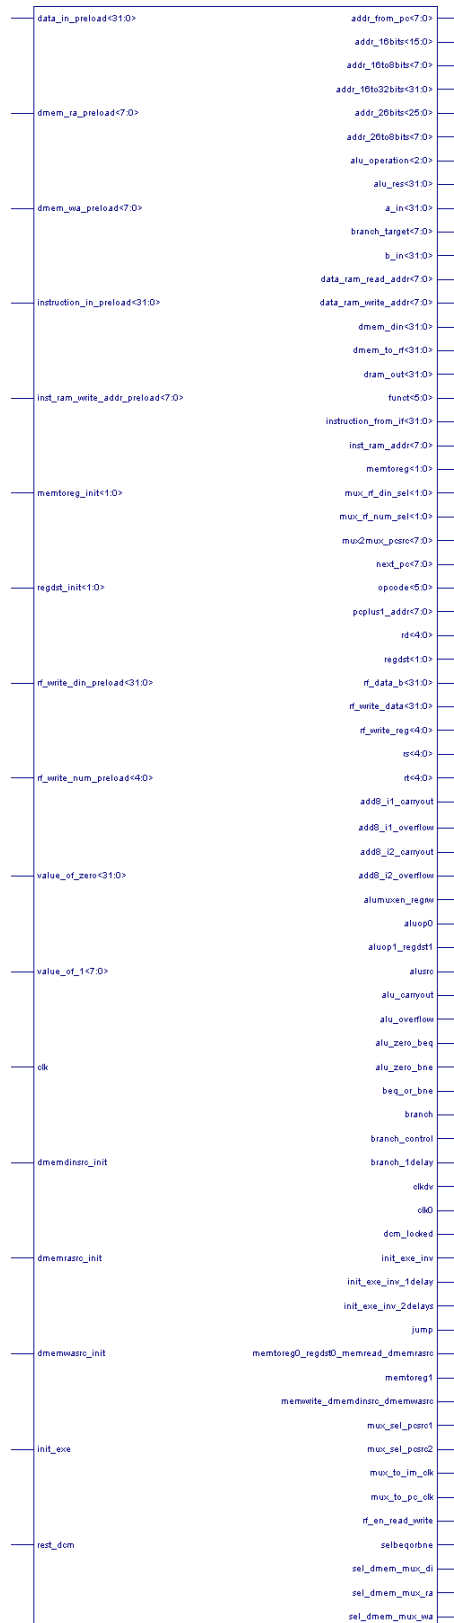 data_in_preload<31:0>
dmem_ra_preload<7:0>
dmem_wa_preload<7:0>
instruction_in_preload<31:0>
inst_ram_write_addr_preload<7:0>
memtoreg_init<1:0>
regdst_init<1:0>
rf_write_din_preload<31:0>
rf_write_num_preload<4:0>
value_of_zero<31:0>
value_of_1<7:0>
clk
dmemdinsrc_init
dmemrasrc_init
dmemwasrc_init
init_exe
rest_dcm
addr_from_pc<7:0>
addr_16bits<15:0>
addr_16to8bits<7:0>
addr_16to32bits<31:0>
addr_26bits<25:0>
addr_26to8bits<7:0>
alu_operation<2:0>
alu_res<31:0>
a_in<31:0>
branch_target<7:0>
b_in<31:0>
data_ram_read_addr<7:0>
data_ram_write_addr<7:0>
dmem_din<31:0>
dmem_to_rf<31:0>
dram_out<31:0>
funct<5:0>
instruction_from_if<31:0>
inst_ram_addr<7:0>
memtoreg<1:0>
mux_rf_din_sel<1:0>
mux_rf_num_sel<1:0>
mux2mux_pcsrc<7:0>
next_pc<7:0>
opcode<5:0>
pcplus1_addr<7:0>
rd<4:0>
regdst<1:0>
rf_data_b<31:0>
rf_write_data<31:0>
rf_write_reg<4:0>
rs<4:0>
rt<4:0>
add8_i1_carryout
add8_i1_overflow
add8_i2_carryout
add8_i2_overflow
alumuxen_regrw
aluop0
aluop1_regdst1
alusrc
alu_carryout
alu_overflow
alu_zero_beq
alu_zero_bne
beq_or_bne
branch
branch_control
branch_1delay
clkdv
clk0
dcm_locked
init_exe_inv
init_exe_inv_1delay
init_exe_inv_2delays
jump
memtoreg0_regdst0_memread_dmemrasrc
memtoreg1
memwrite_dmemdinsrc_dmemwasrc
mux_sel_pcsrc1
mux_sel_pcsrc2
mux_to_im_clk
mux_to_pc_clk
rf_en_read_write
selbeqorbne
sel_dmem_mux_di
sel_dmem_mux_ra
sel_dmem_mux_wa